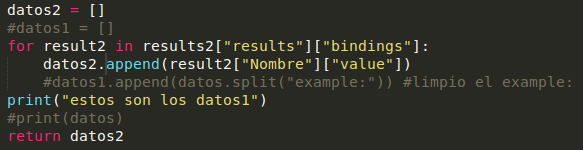 datos2 = []
#datos1 = []
for result2 in results2["results"]["bindings"]:
    datos2.append(result2["Nombre"]["value"])
    #datos1.append(datos.split("example:")) #limpio el example:
print("estos son los datos1")
#print(datos)
return datos2